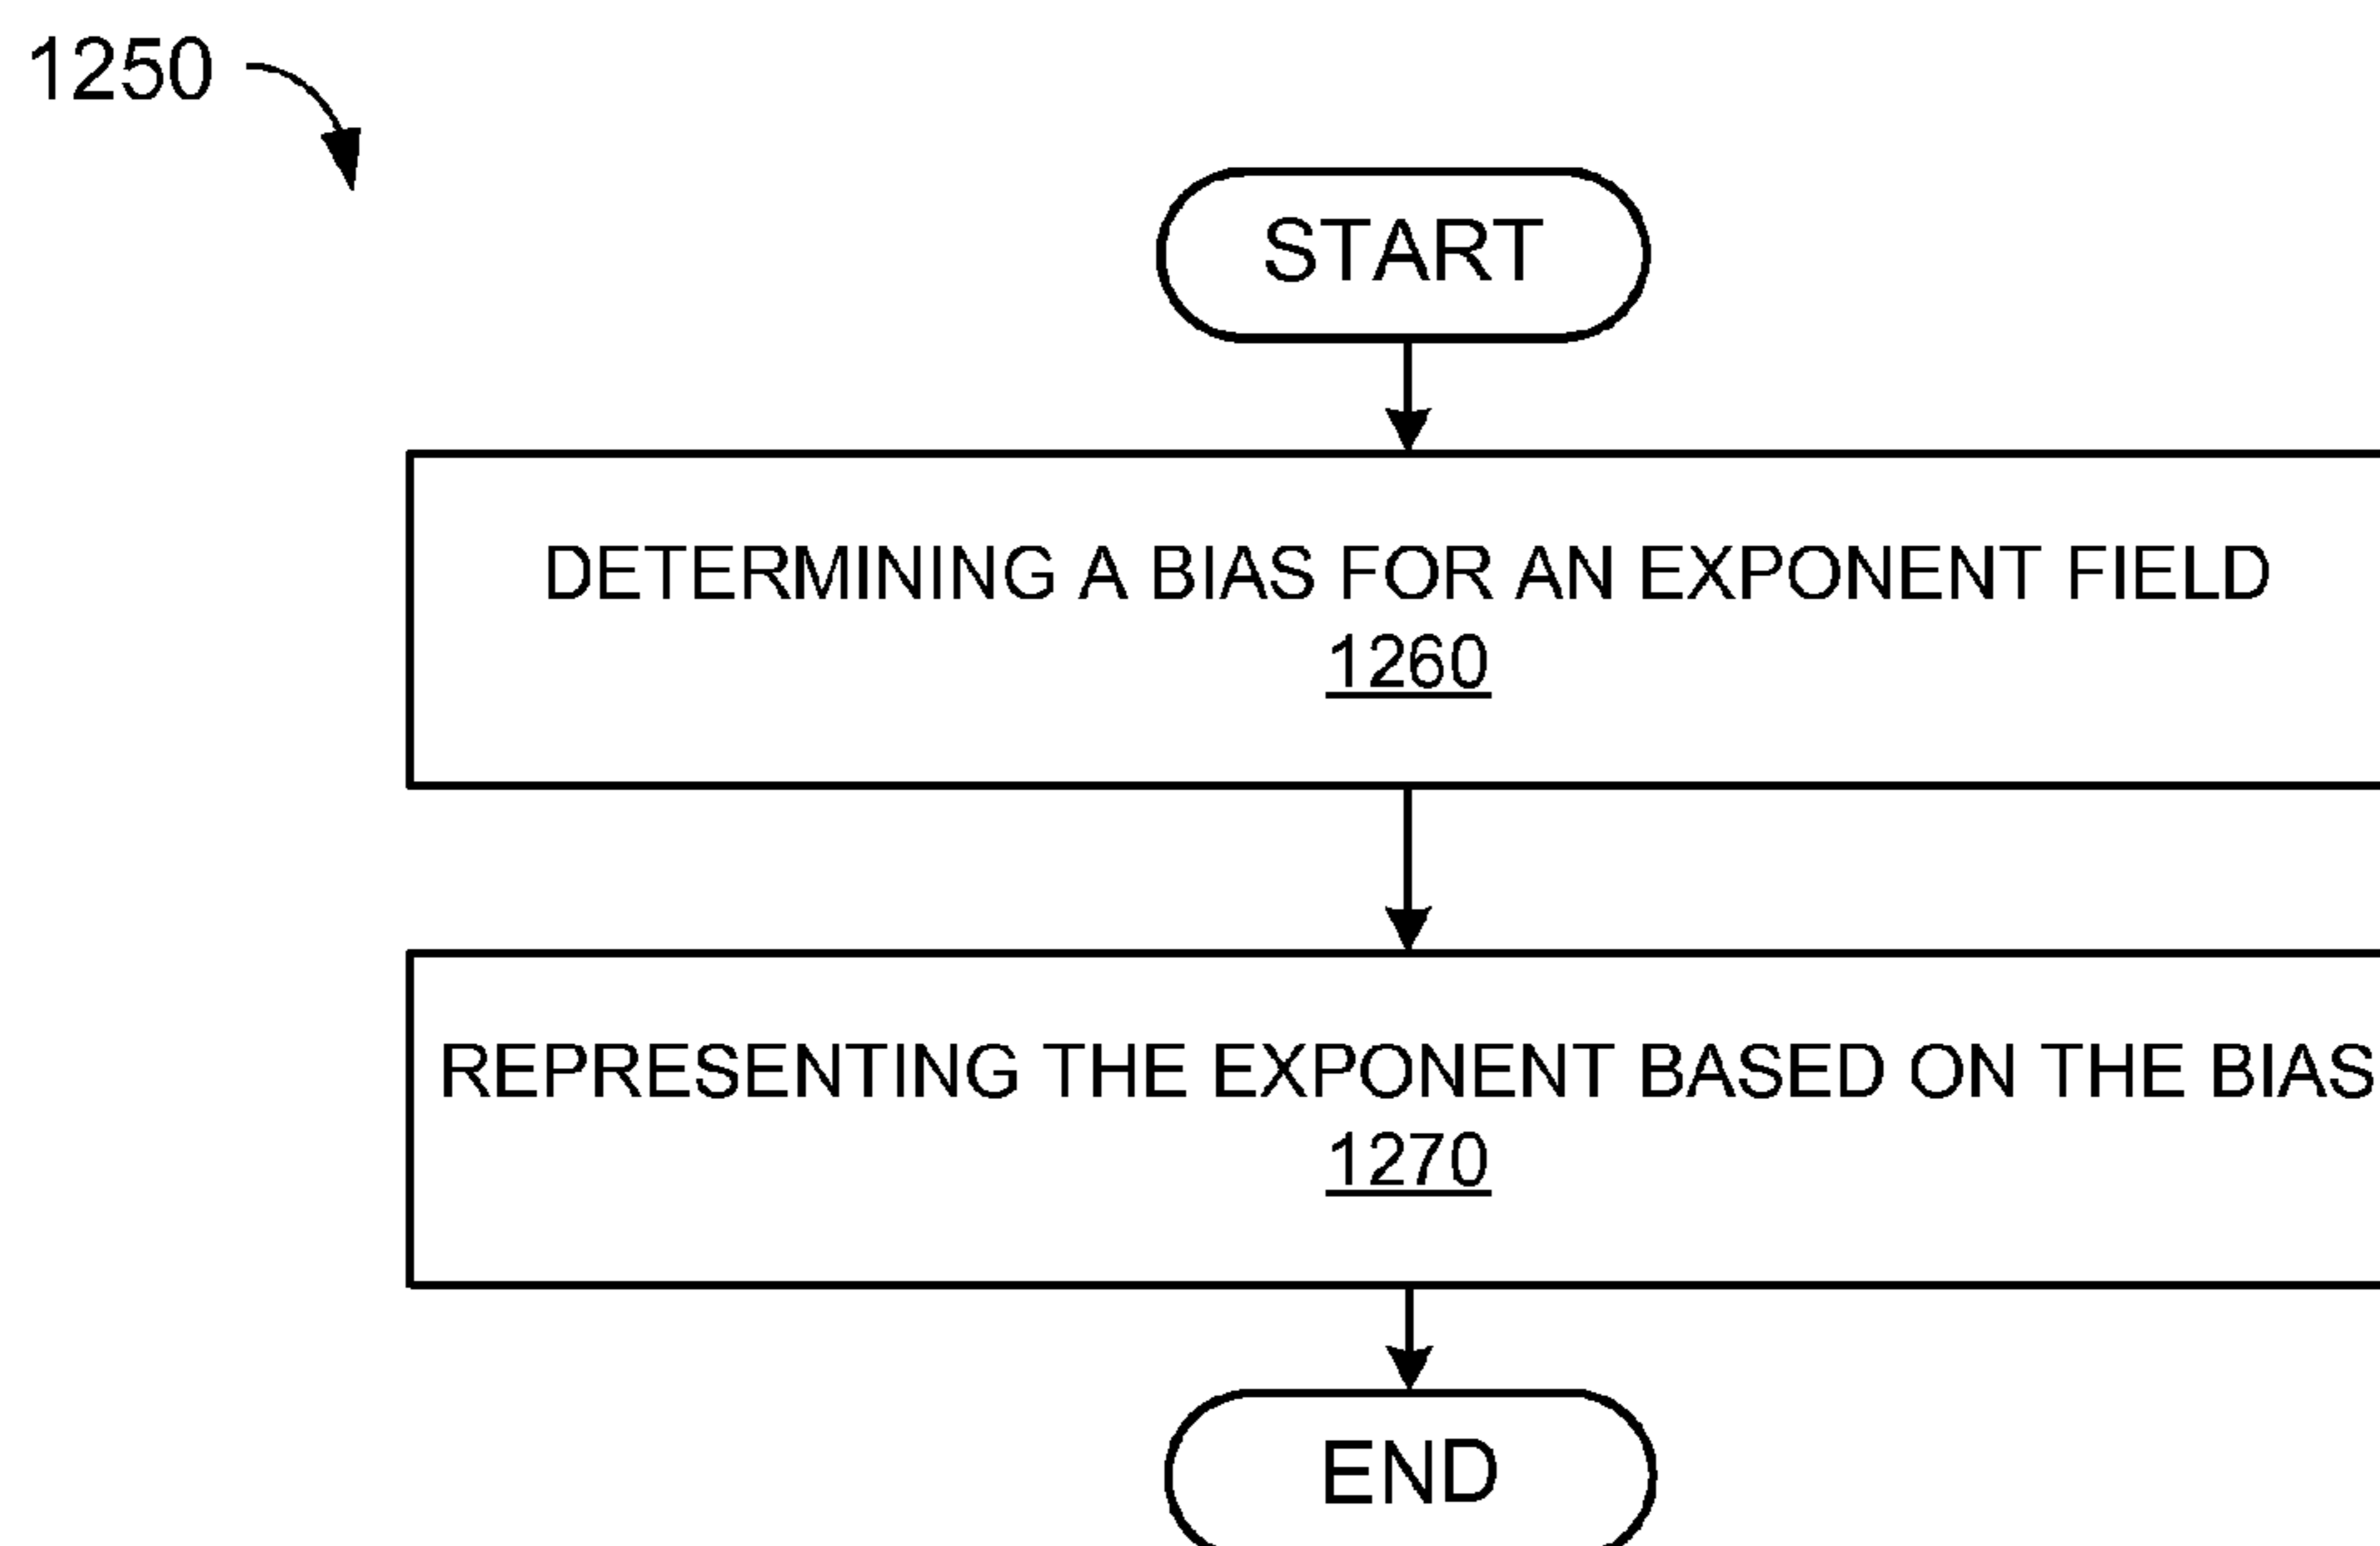 1250
START
DETERMINING A BIAS FOR AN EXPONENT FIELD
1260
REPRESENTING THE EXPONENT BASED ON THE BIAS
1270
END